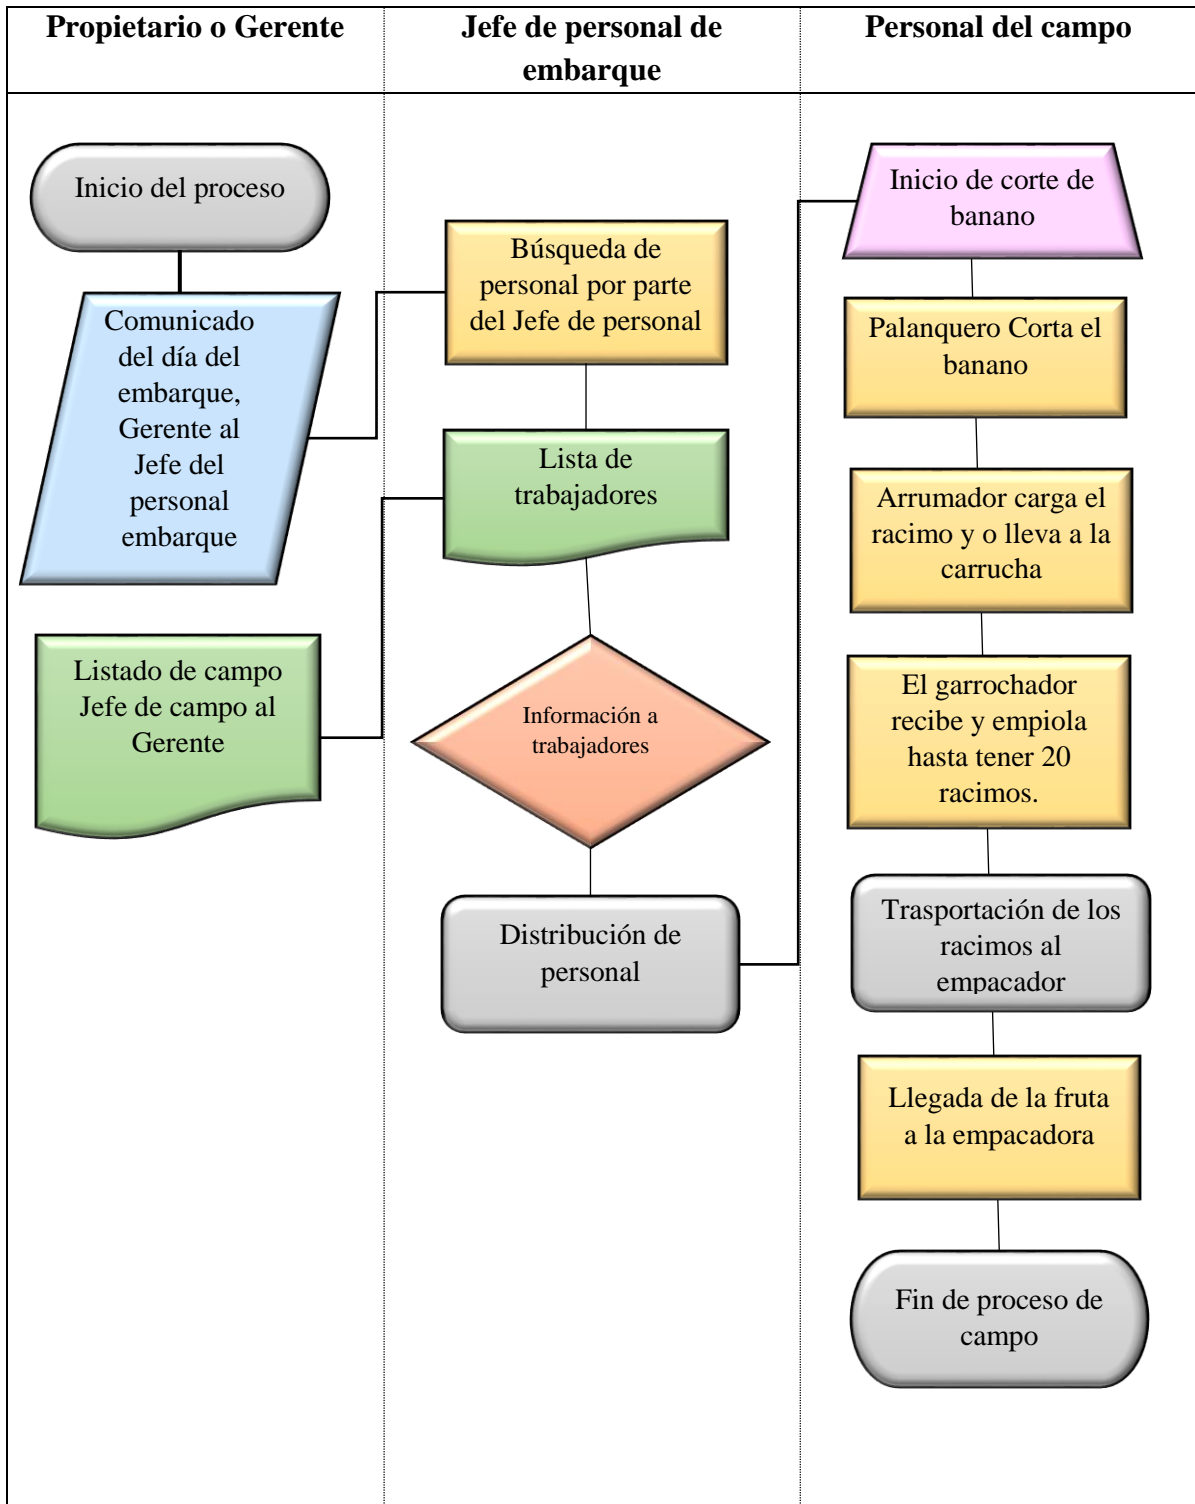 Propietario o Gerente
Jefe de personal de
embarque
Personal del campo
Inicio del proceso
Comunicado
del día del
embarque,
Gerente al
Jefe del
personal
embarque
Listado de campo
Jefe de campo al
Gerente
Búsqueda de
personal por parte
del Jefe de personal
Lista de
trabajadores
Información a
trabajadores
Distribución de
personal
Inicio de corte de
banano
Palanquero Corta el
banano
Arrumador carga el
racimo y o lleva a la
carrucha
El garrochador
recibe y empiola
hasta tener 20
racimos.
Trasportación de los
racimos al
empacador
Llegada de la fruta
a la empacadora
Fin de proceso de
campo